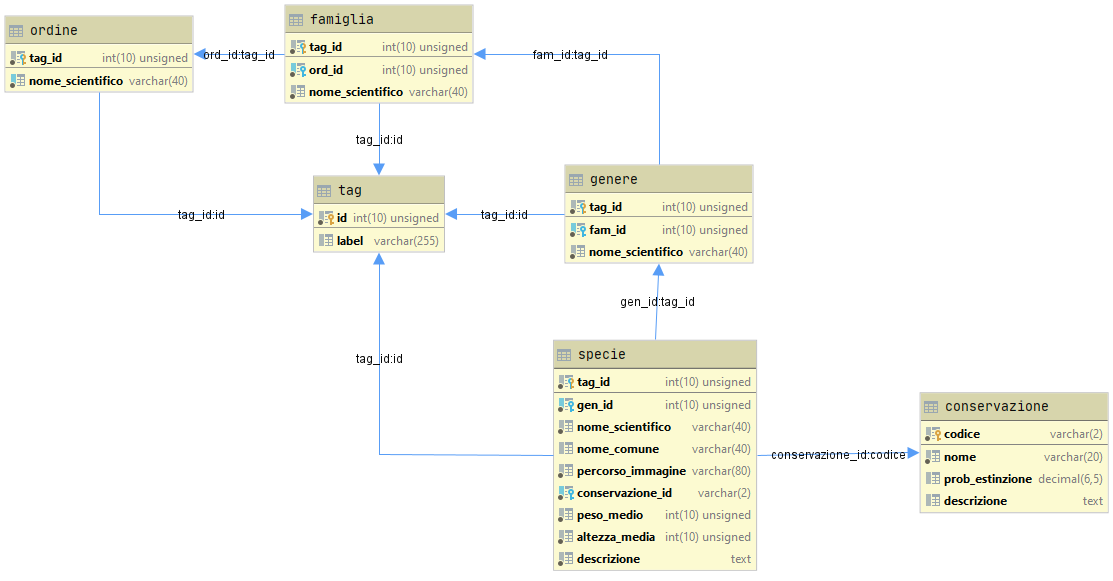 ordine
tag_id int(10) unsigned
nome_scientifico varchar(40)
famiglia
tag_id int(10) unsigned
ord_id int(10) unsigned
nome_scientifico varchar(40)
ord_id:tag_id
fam_id:tag_id
tag_id:id
tag
id int(10) unsigned
label varchar(255)
tag_id:id
tag_id:id
genere
tag_id int(10) unsigned
fam_id int(10) unsigned
nome_scientifico varchar(40)
gen_id:tag_id
tag_id:id
specie
tag_id int(10) unsigned
gen_id int(10) unsigned
nome_scientifico varchar(40)
nome_comune varchar(40)
percorso_immagine varchar(80)
conservazione_id varchar(2)
peso_medio int(10) unsigned
altezza_media int(10) unsigned
descrizione text
conservazione_id:codice
conservazione
codice varchar(2)
nome varchar(20)
prob_estinzione decimal(6,5)
descrizione text